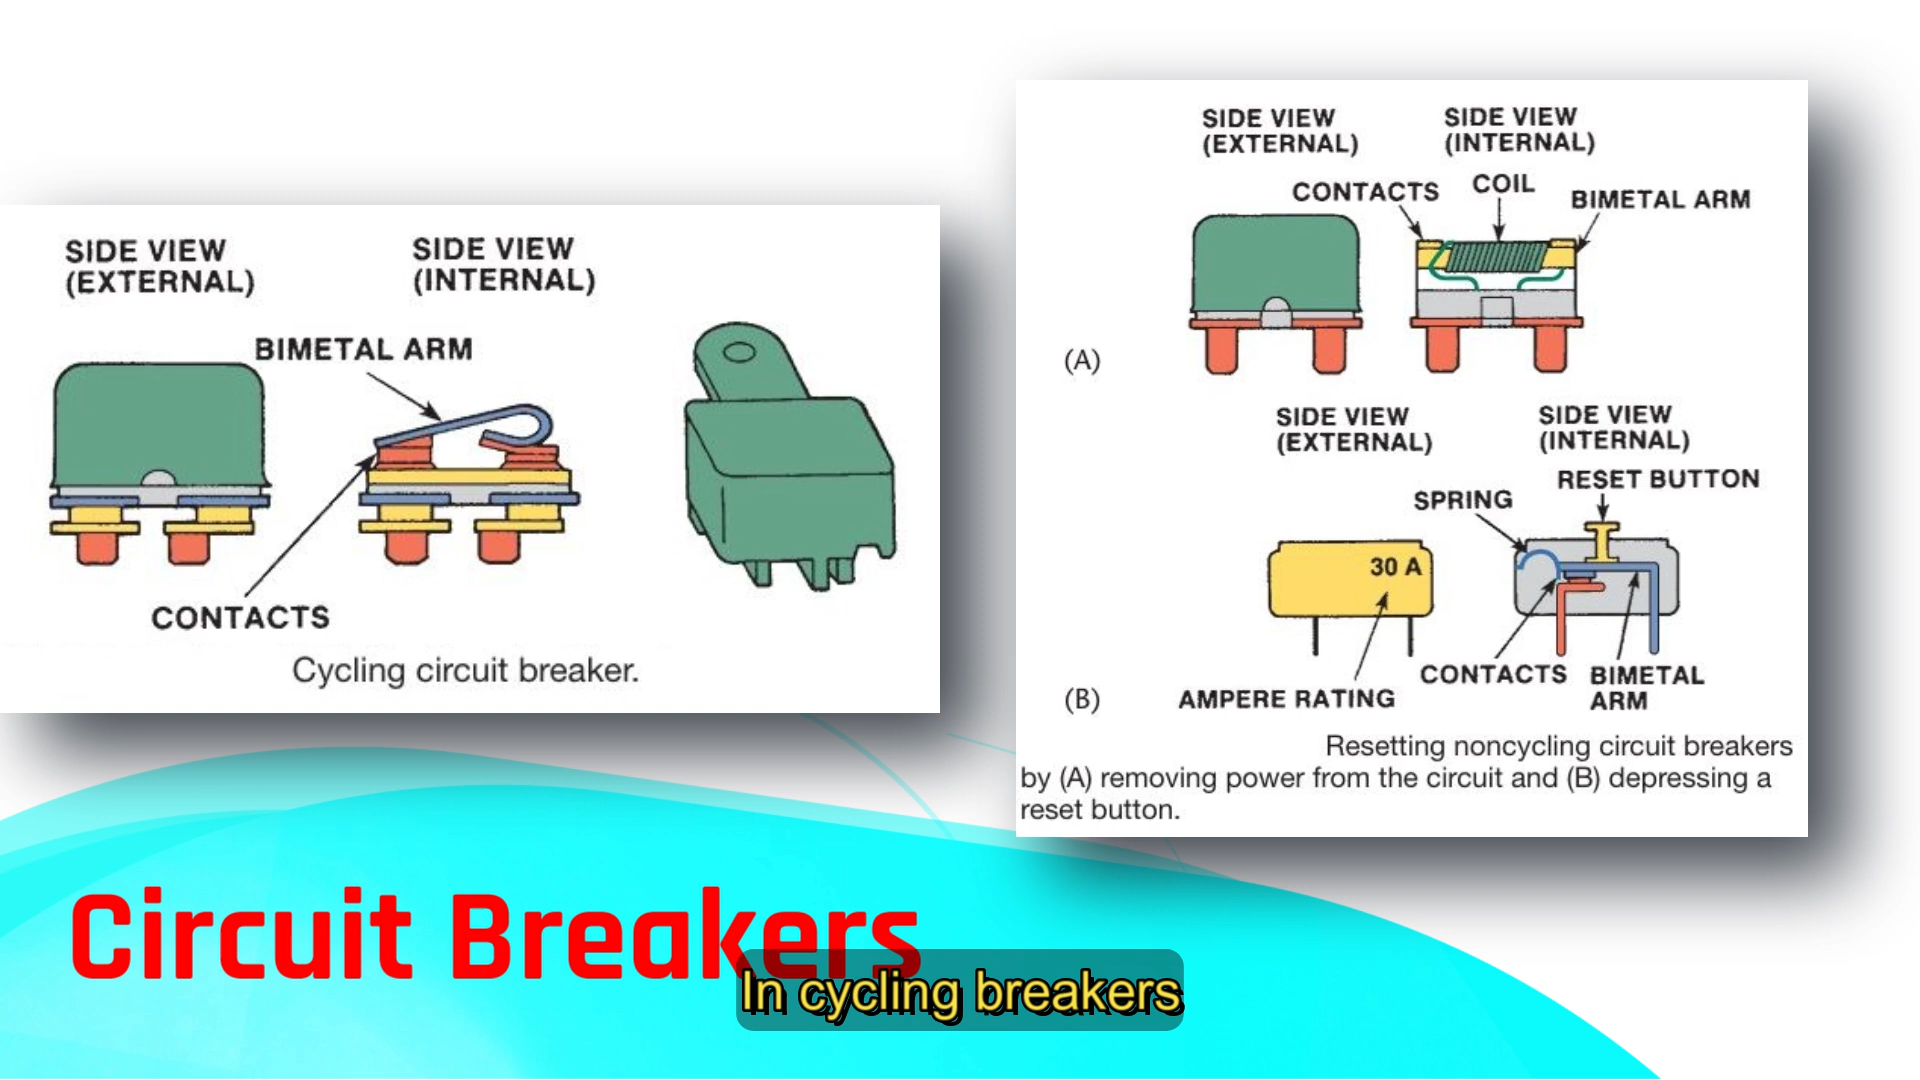 SIDE VIEW
(EXTERNAL)
SIDE VIEW
(INTERNAL)
BIMETAL ARM
CONTACTS
Cycling circuit breaker.
SIDE VIEW
(EXTERNAL)
SIDE VIEW
(INTERNAL)
CONTACTS
COIL
BIMETAL ARM
(A)
SIDE VIEW
(EXTERNAL)
SIDE VIEW
(INTERNAL)
RESET BUTTON
SPRING
30 A
CONTACTS
BIMETAL
ARM
(B)
AMPERE RATING
Resetting noncycling circuit breakers
by (A) removing power from the circuit and (B) depressing a
reset button.
Circuit Breakers
In cycling breakers